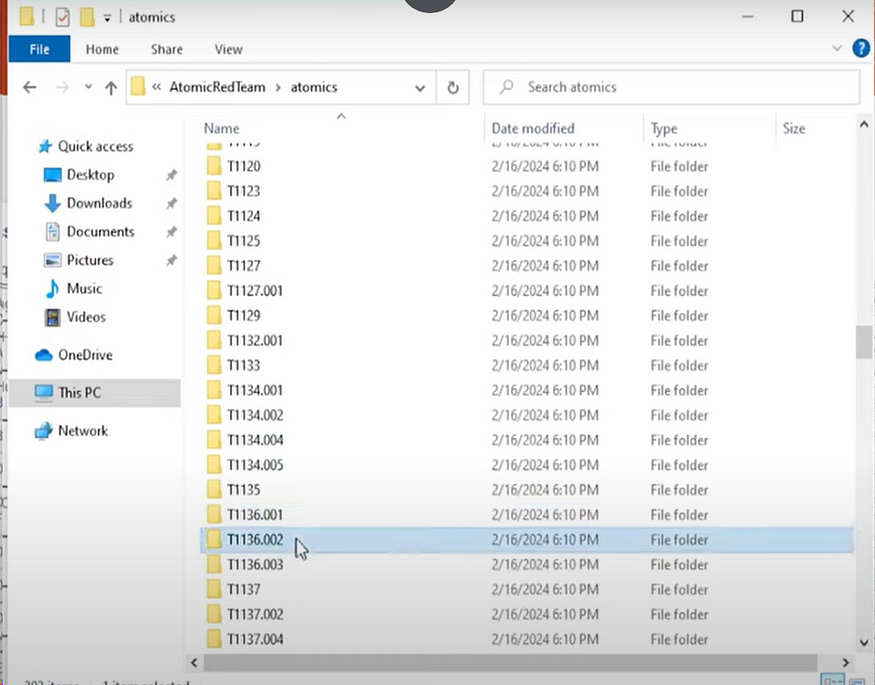 atomics
File Home Share View
« AtomicRedTeam > atomics Search atomics
Name Date modified Type Size
Quick access
Desktop
Downloads
Documents
Pictures
Music
Videos
OneDrive
This PC
Network
T1120 2/16/2024 6:10 PM File folder
T1123 2/16/2024 6:10 PM File folder
T1124 2/16/2024 6:10 PM File folder
T1125 2/16/2024 6:10 PM File folder
T1127 2/16/2024 6:10 PM File folder
T1127.001 2/16/2024 6:10 PM File folder
T1129 2/16/2024 6:10 PM File folder
T1132.001 2/16/2024 6:10 PM File folder
T1133 2/16/2024 6:10 PM File folder
T1134.001 2/16/2024 6:10 PM File folder
T1134.002 2/16/2024 6:10 PM File folder
T1134.004 2/16/2024 6:10 PM File folder
T1134.005 2/16/2024 6:10 PM File folder
T1135 2/16/2024 6:10 PM File folder
T1136.001 2/16/2024 6:10 PM File folder
T1136.002 2/16/2024 6:10 PM File folder
T1136.003 2/16/2024 6:10 PM File folder
T1137 2/16/2024 6:10 PM File folder
T1137.002 2/16/2024 6:10 PM File folder
T1137.004 2/16/2024 6:10 PM File folder